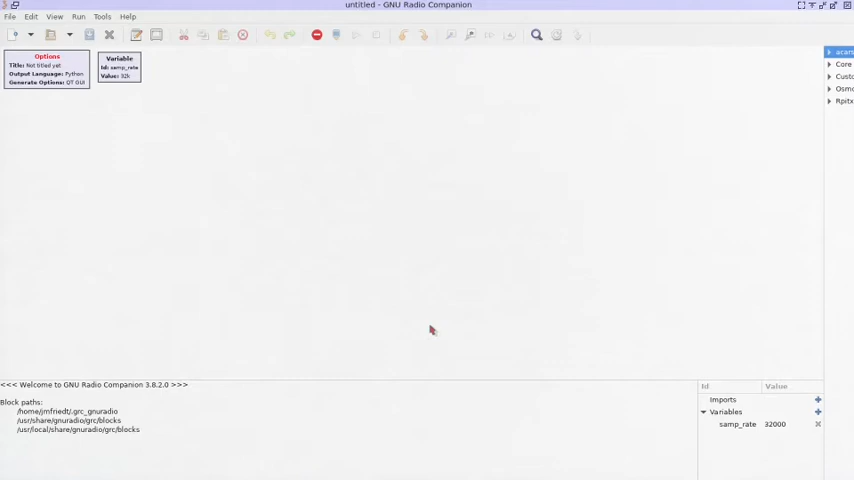 untitled - GNU Radio Companion
File Edit View Run Tools Help
Options
Title: Not titled yet
Output Language: Python
Generate Options: QT GUI
Variable
Id: samp_rate
Value: 32k
acars
Core
Custo
Osmo
Rpitx
<<< Welcome to GNU Radio Companion 3.8.2.0 >>>
Block paths:
/home/jmfriedt/.grc_gnuradio
/usr/share/gnuradio/grc/blocks
/usr/local/share/gnuradio/grc/blocks
Id Value
Imports
Variables
samp_rate 32000